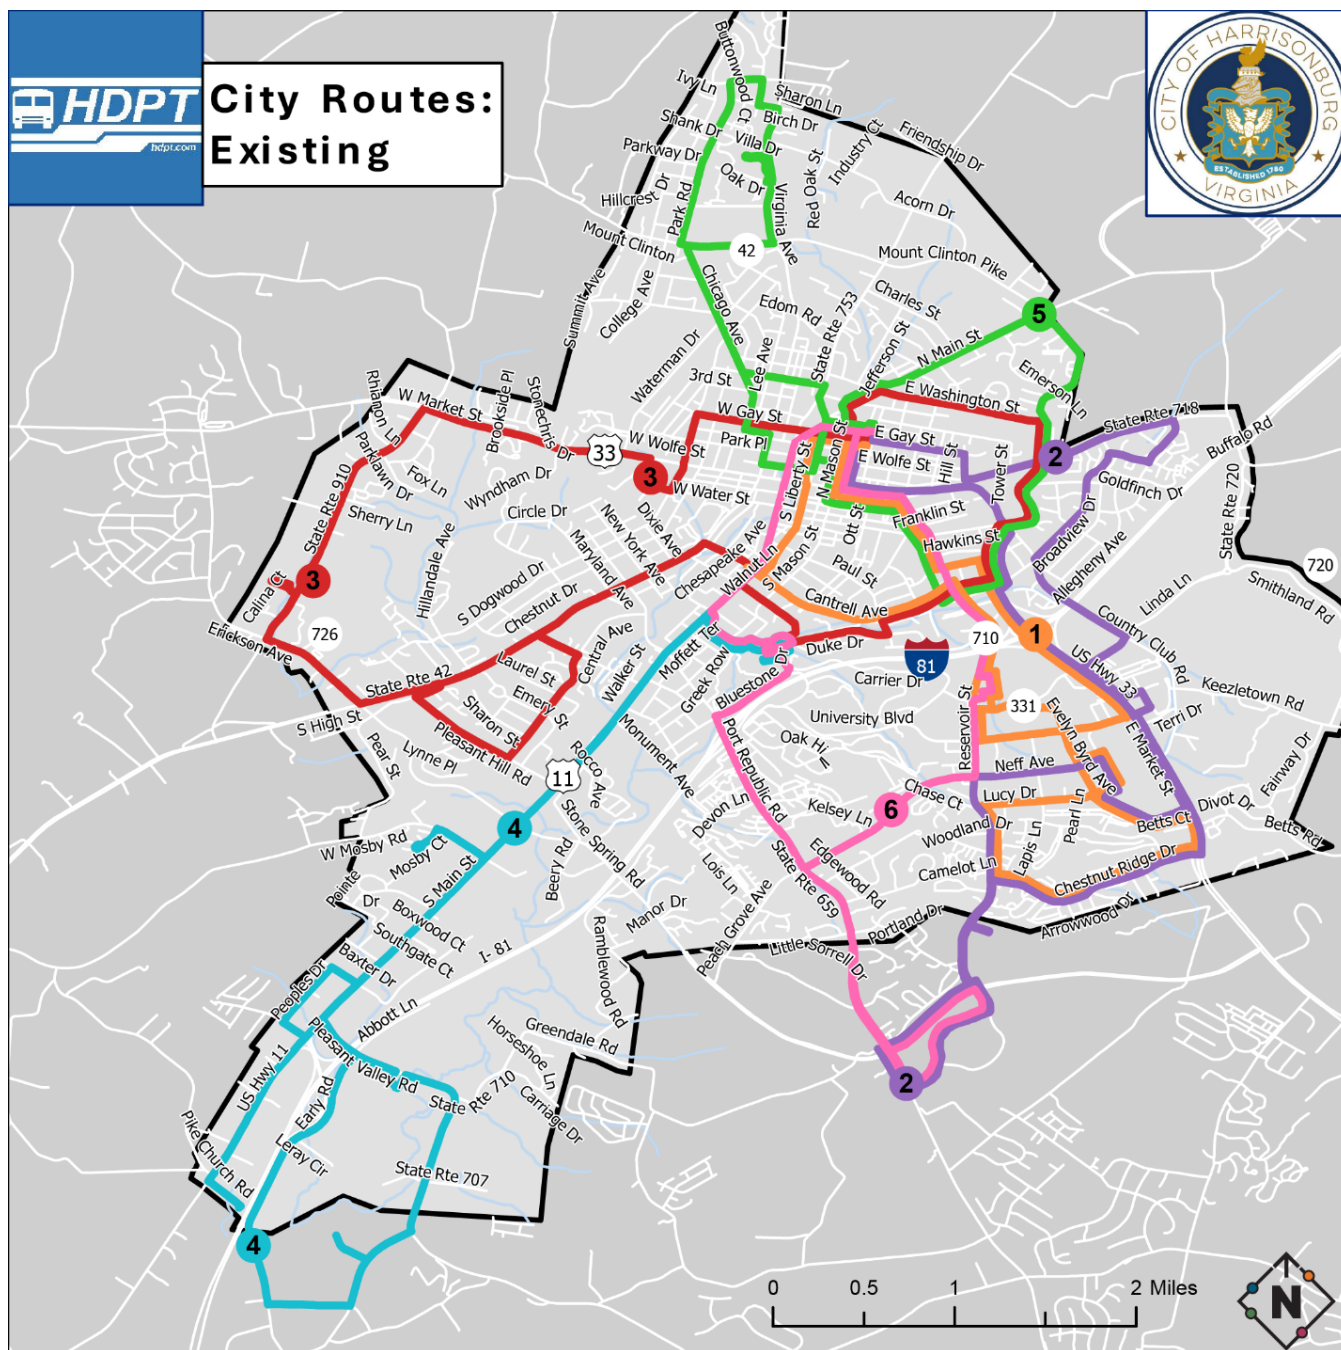 HDPT
hdpt.com
City Routes:
Existing
CITY OF HARRISONBURG
ESTABLISHED 1780
VIRGINIA
Buttonwood Ct
Ivy Ln
Sharon Ln
Shank Dr
Birch Dr
Villa Dr
Parkway Dr
Oak Dr
Red Oak St
Industry Ct
Friendship Dr
Hillcrest Dr
Park Rd
Virginia Ave
Acorn Dr
Mount Clinton
42
Mount Clinton Pike
Summit Ave
College Ave
Chicago Ave
Edom Rd
State Rte 753
Charles St
5
Waterman Dr
Jefferson St
N Main St
Emerson Ln
3rd St
Lee Ave
E Washington St
State Rte 718
Rhianon Ln
W Market St
Brookside Pl
Stonechris Dr
33
W Wolfe St
W Gay St
Park Pl
E Gay St
E Wolfe St
Hill St
Tower St
2
Buffalo Rd
Goldfinch Dr
State Rte 720
Parklawn Dr
Fox Ln
Wyndham Dr
3
W Water St
S Liberty St
N Mason St
Ott St
Franklin St
Hawkins St
Broadview Dr
Allegheny Ave
State Rte 910
Sherry Ln
Circle Dr
New York Ave
Dixie Ave
Maryland Ave
Chesapeake Ave
Walnut Ln
S Mason St
Paul St
Cantrell Ave
Linda Ln
720
Smithland Rd
Hillandale Ave
S Dogwood Dr
Chestnut Dr
3
Calina Ct
Erickson Ave
726
Central Ave
Walker St
Moffett Ter
Greek Row
Bluestone Dr
Duke Dr
81
Carrier Dr
710
1
US Hwy 33
Country Club Rd
Keezletown Rd
State Rte 42
Laurel St
Emery St
Sharon St
Pleasant Hill Rd
S High St
Pear St
Lynne Pl
11
Rocco Ave
Monument Ave
Port Republic Rd
University Blvd
Oak Hi
Reservoir St
331
Evelyn Byrd Ave
E Market St
Terri Dr
Fairway Dr
Neff Ave
Chase Ct
Lucy Dr
Kelsey Ln
6
Devon Ln
Stone Spring Rd
4
W Mosby Rd
Mosby Ct
Beery Rd
S Main St
Woodland Dr
Lapis Ln
Pearl Ln
Betts Ct
Divot Dr
Betts Rd
Edgewood Rd
Camelot Ln
Chestnut Ridge Dr
Lois Ln
State Rte 659
Pointe
Dr
Boxwood Ct
Southgate Ct
Baxter Dr
I- 81
Manor Dr
Ramblewood Rd
Peach Grove Ave
Portland Dr
Little Sorrell Dr
Arrowwood Dr
Peoples Dr
Abbott Ln
Pleasant Valley Rd
Horseshoe Ln
Greendale Rd
US Hwy 11
Early Rd
State Rte 710
Carriage Dr
2
Pike Church Rd
Leray Cir
State Rte 707
4
0 0.5 1 2 Miles
N